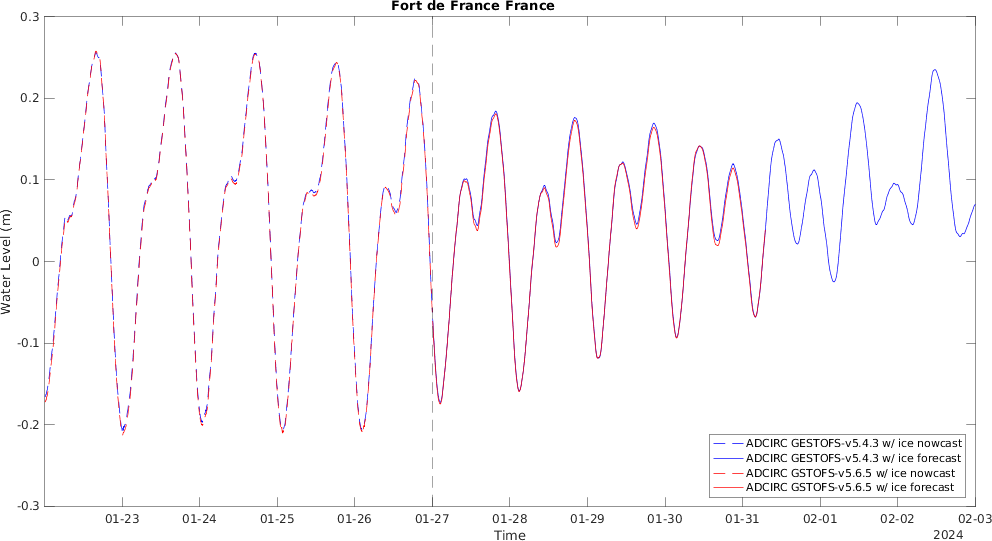 Fort de France France
0.3
0.2
0.1
0
-0.1
-0.2
-0.3
Water Level (m)
ADCIRC GESTOFS-v5.4.3 w/ ice nowcast
ADCIRC GESTOFS-v5.4.3 w/ ice forecast
ADCIRC GSTOFS-v5.6.5 w/ ice nowcast
ADCIRC GSTOFS-v5.6.5 w/ ice forecast
01-23 01-24 01-25 01-26 01-27 01-28 01-29 01-30 01-31 02-01 02-02 02-03
Time
2024